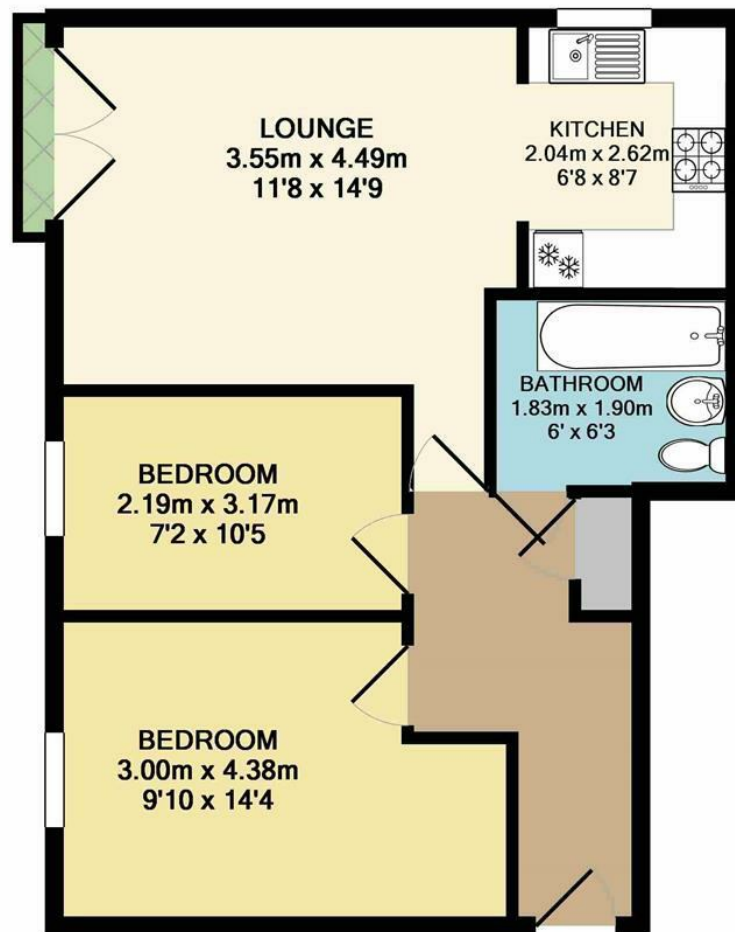 LOUNGE
3.55m x 4.49m
11'8 x 14'9
KITCHEN
2.04m x 2.62m
6'8 x 8'7
BATHROOM
1.83m x 1.90m
6' x 6'3
BEDROOM
2.19m x 3.17m
7'2 x 10'5
BEDROOM
3.00m x 4.38m
9'10 x 14'4